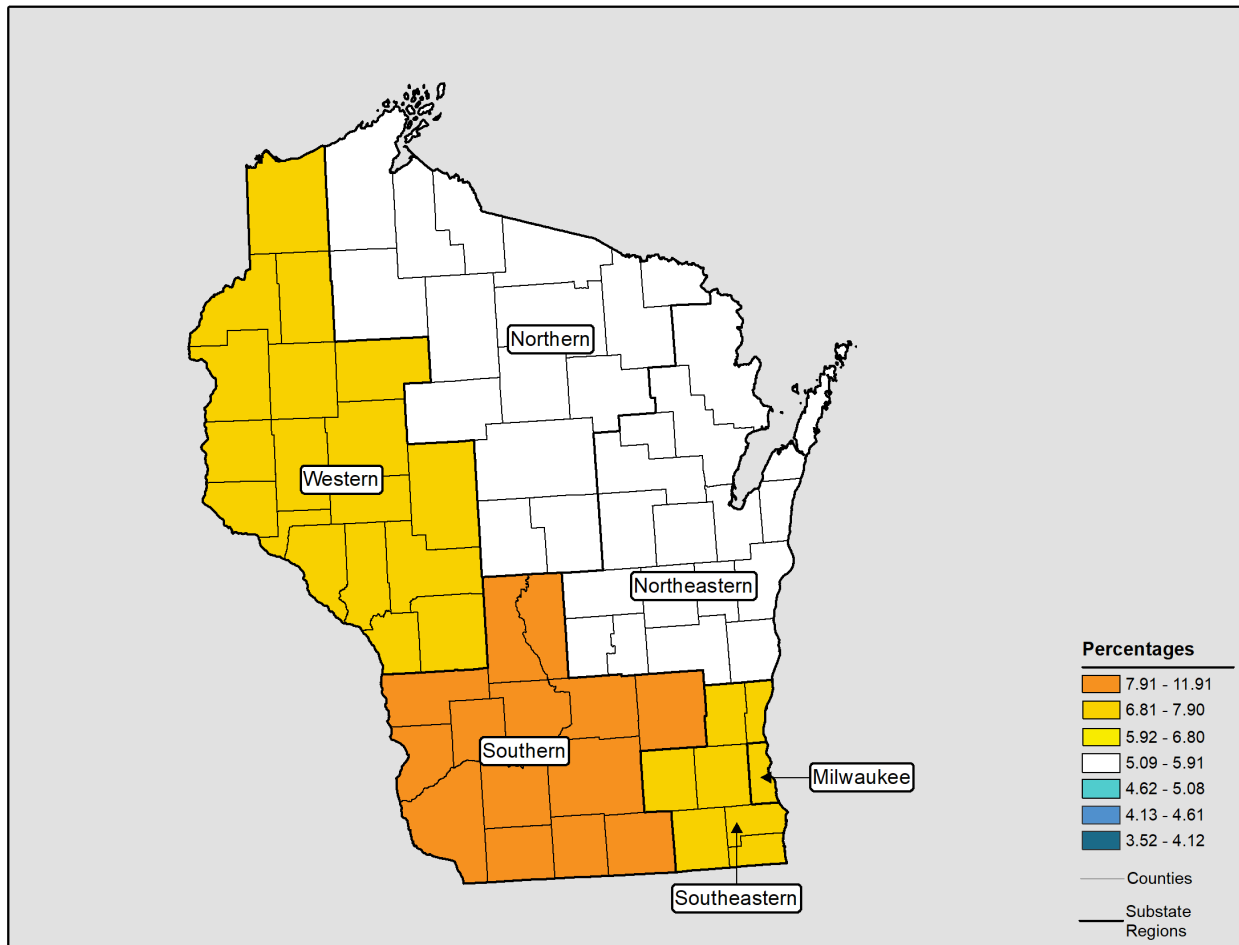 Northern
Western
Northeastern
Southern
Milwaukee
Southeastern
Percentages
7.91 - 11.91
6.81 - 7.90
5.92 - 6.80
5.09 - 5.91
4.62 - 5.08
4.13 - 4.61
3.52 - 4.12
Counties
Substate
Regions